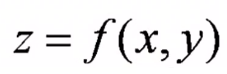 z = f(x, y)